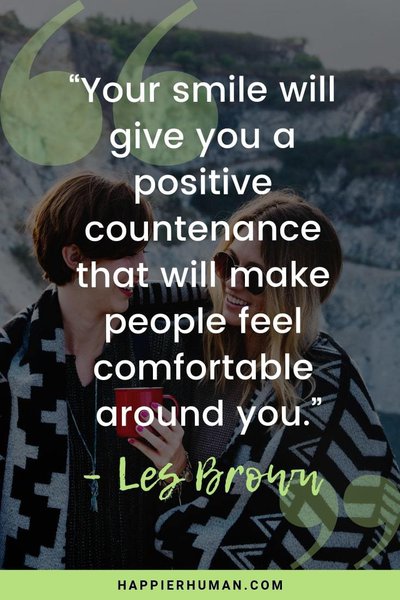 “Your smile will
give you a
positive
countenance
that will make
people feel
comfortable
around you.”
- Les Brown
HAPPIERHUMAN.COM